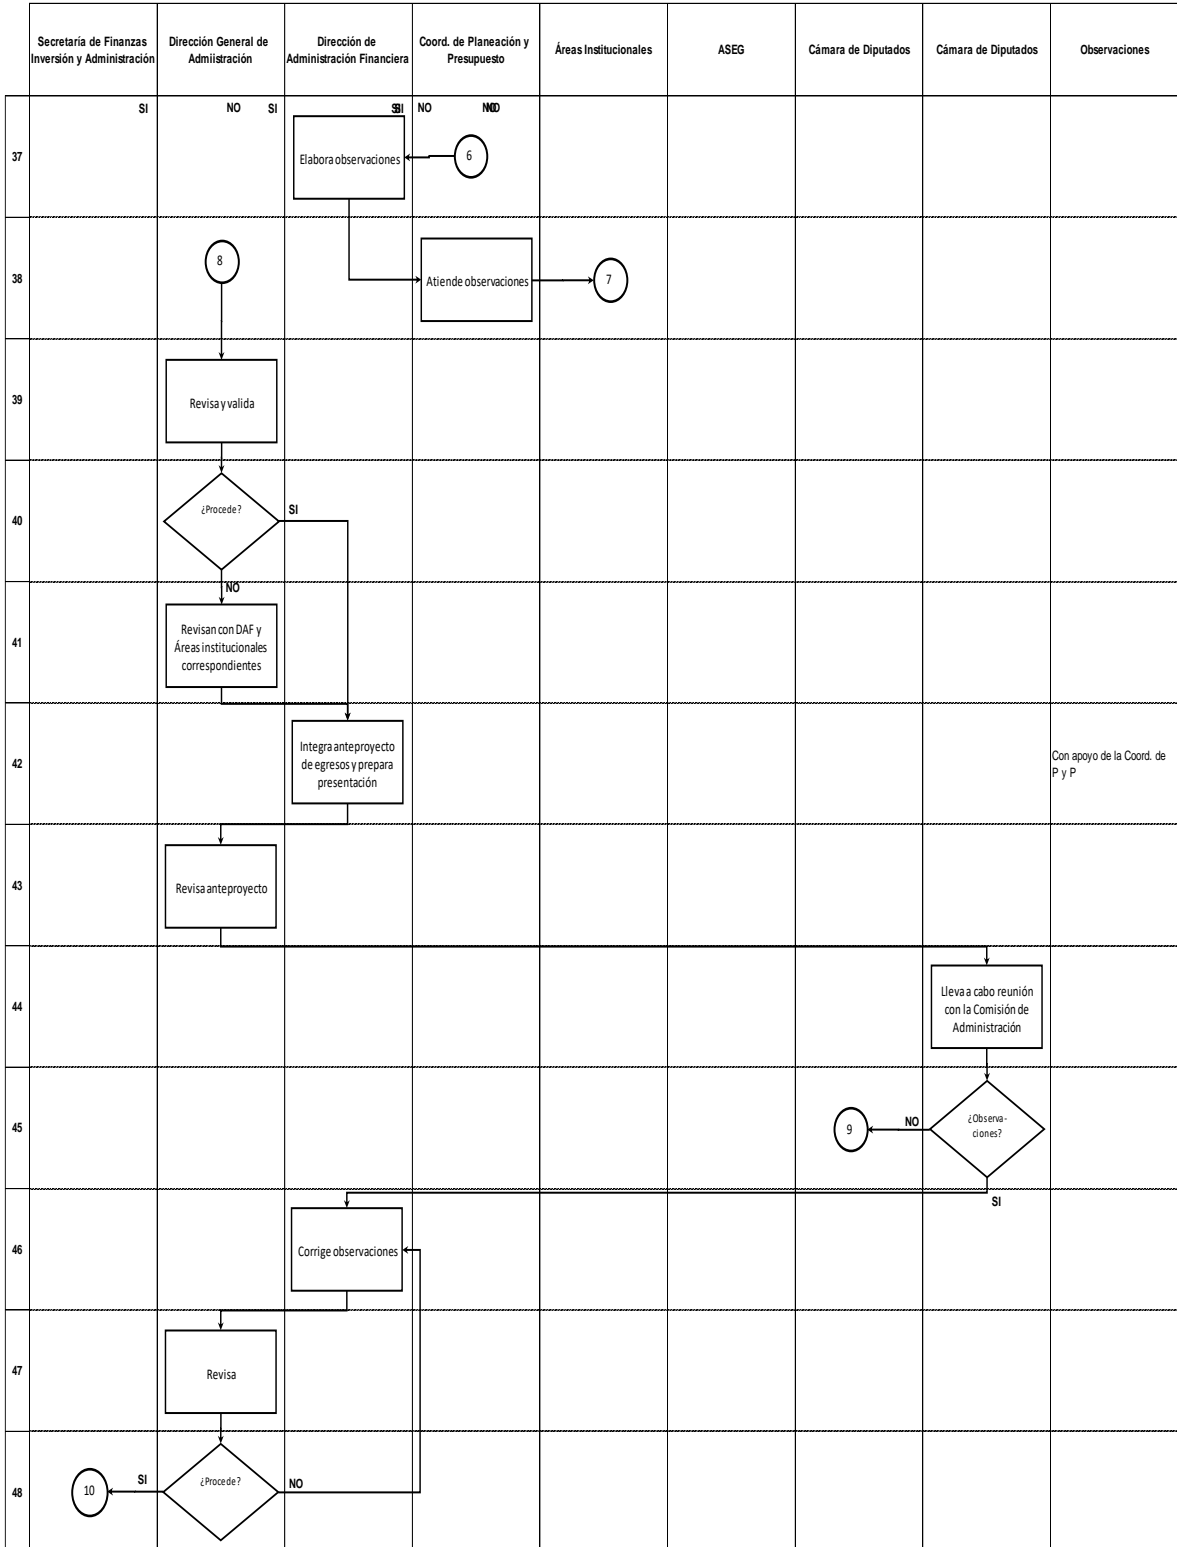 Secretaría de Finanzas
Inversión y Administración
Dirección General de
Admiistración
Dirección de
Administración Financiera
Coord. de Planeación y
Presupuesto
Áreas Institucionales
ASEG
Cámara de Diputados
Cámara de Diputados
Observaciones
SI
NO
SI
SI
NO
NO
37
Elabora observaciones
6
38
8
Atiende observaciones
7
39
Revisa y valida
40
¿Procede?
SI
NO
41
Revisan con DAF y
Áreas institucionales
correspondientes
42
Integra anteproyecto
de egresos y prepara
presentación
Con apoyo de la Coord. de
P y P
43
Revisa anteproyecto
44
Lleva a cabo reunión
con la Comisión de
Administración
45
9
NO
¿Observa-
ciones?
SI
46
Corrige observaciones
47
Revisa
48
10
SI
¿Procede?
NO